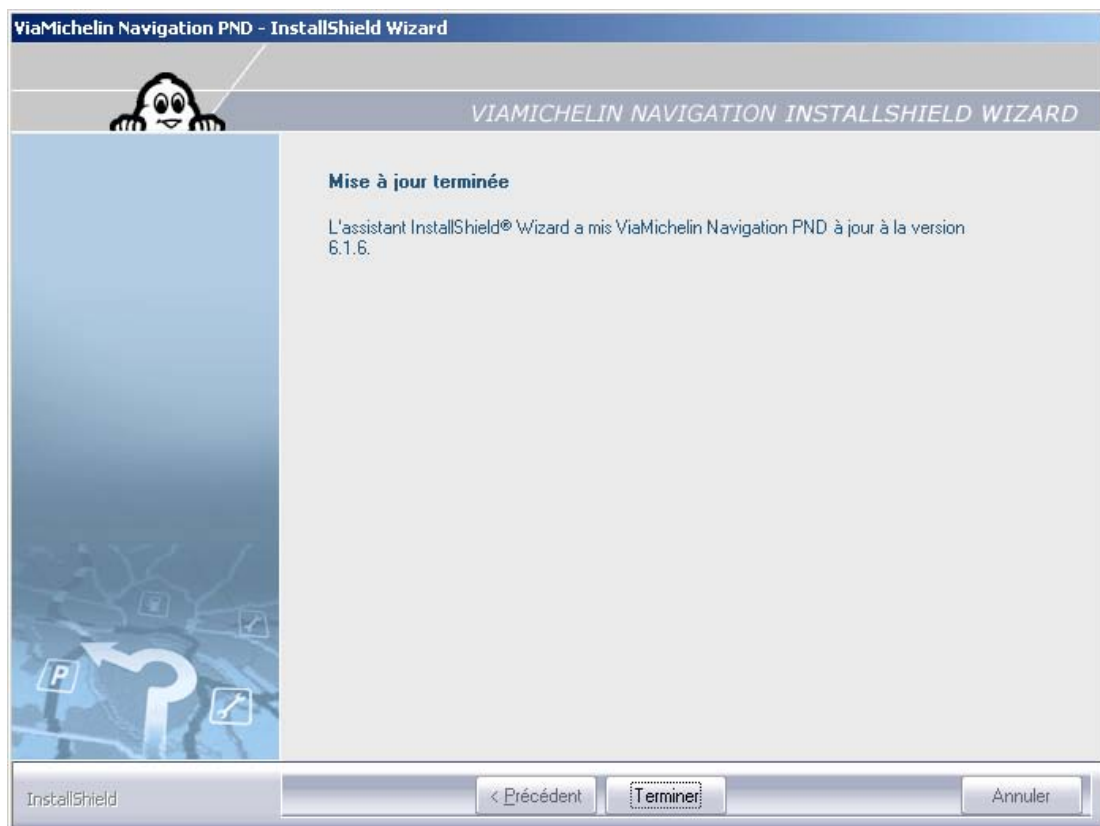 ViaMichelin Navigation PND - InstallShield Wizard
VIAMICHELIN NAVIGATION INSTALLSHIELD WIZARD
Mise à jour terminée
L'assistant InstallShield® Wizard a mis ViaMichelin Navigation PND à jour à la version
6.1.6.
P
InstallShield
< Précédent
Terminer
Annuler